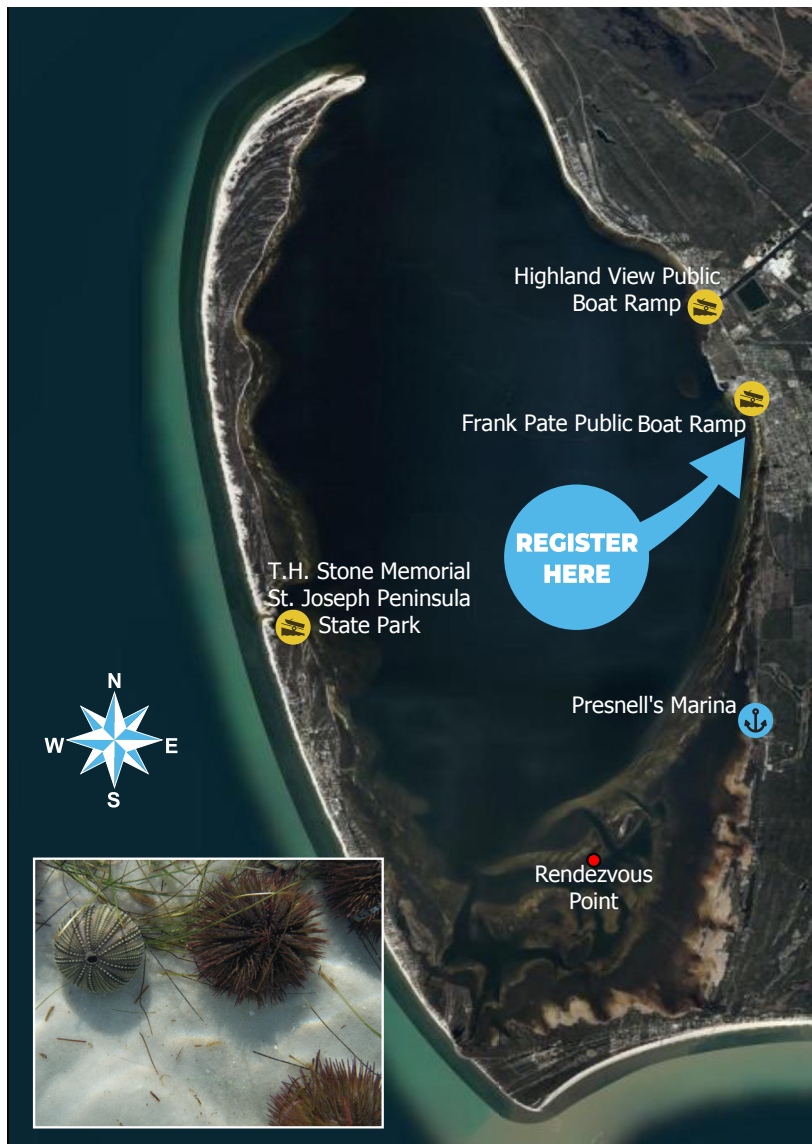 Highland View Public
Boat Ramp
Frank Pate Public Boat Ramp
REGISTER
HERE
T.H. Stone Memorial
St. Joseph Peninsula
State Park
N
W
E
S
Presnell's Marina
Rendezvous
Point